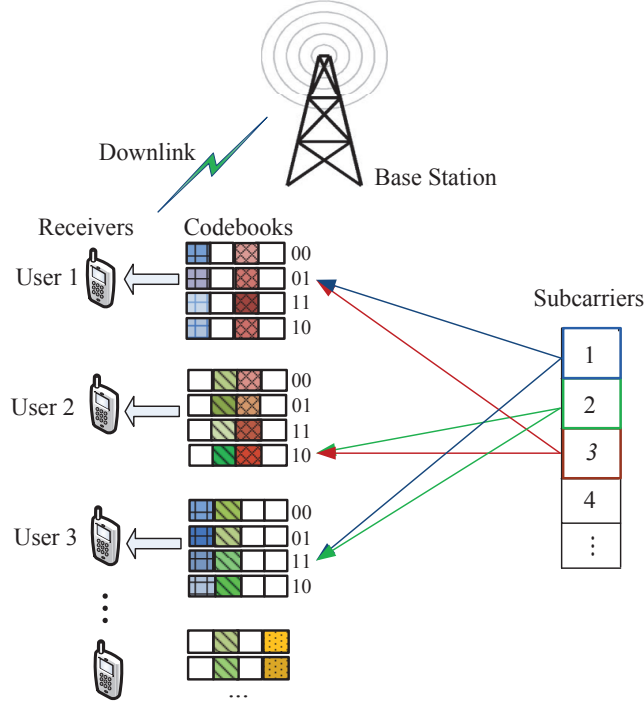 Downlink
Base Station
Receivers
Codebooks
User 1
00
01
11
10
Subcarriers
1
2
3
4
⋮
User 2
00
01
11
10
User 3
00
01
11
10
⋮
...